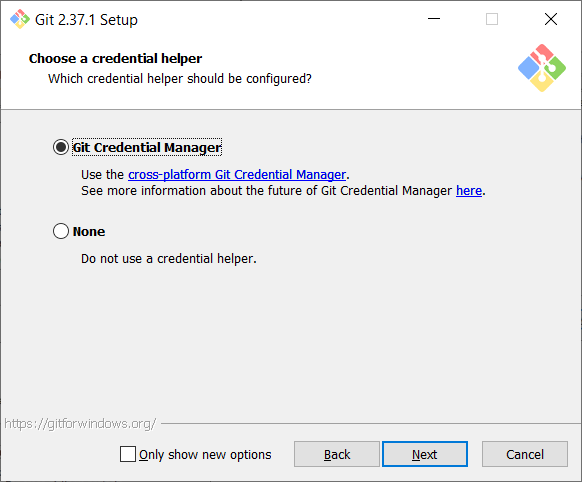 Git 2.37.1 Setup
Choose a credential helper
Which credential helper should be configured?
Git Credential Manager
Use the cross-platform Git Credential Manager.
See more information about the future of Git Credential Manager here.
None
Do not use a credential helper.
https://gitforwindows.org/
Only show new options
Back
Next
Cancel